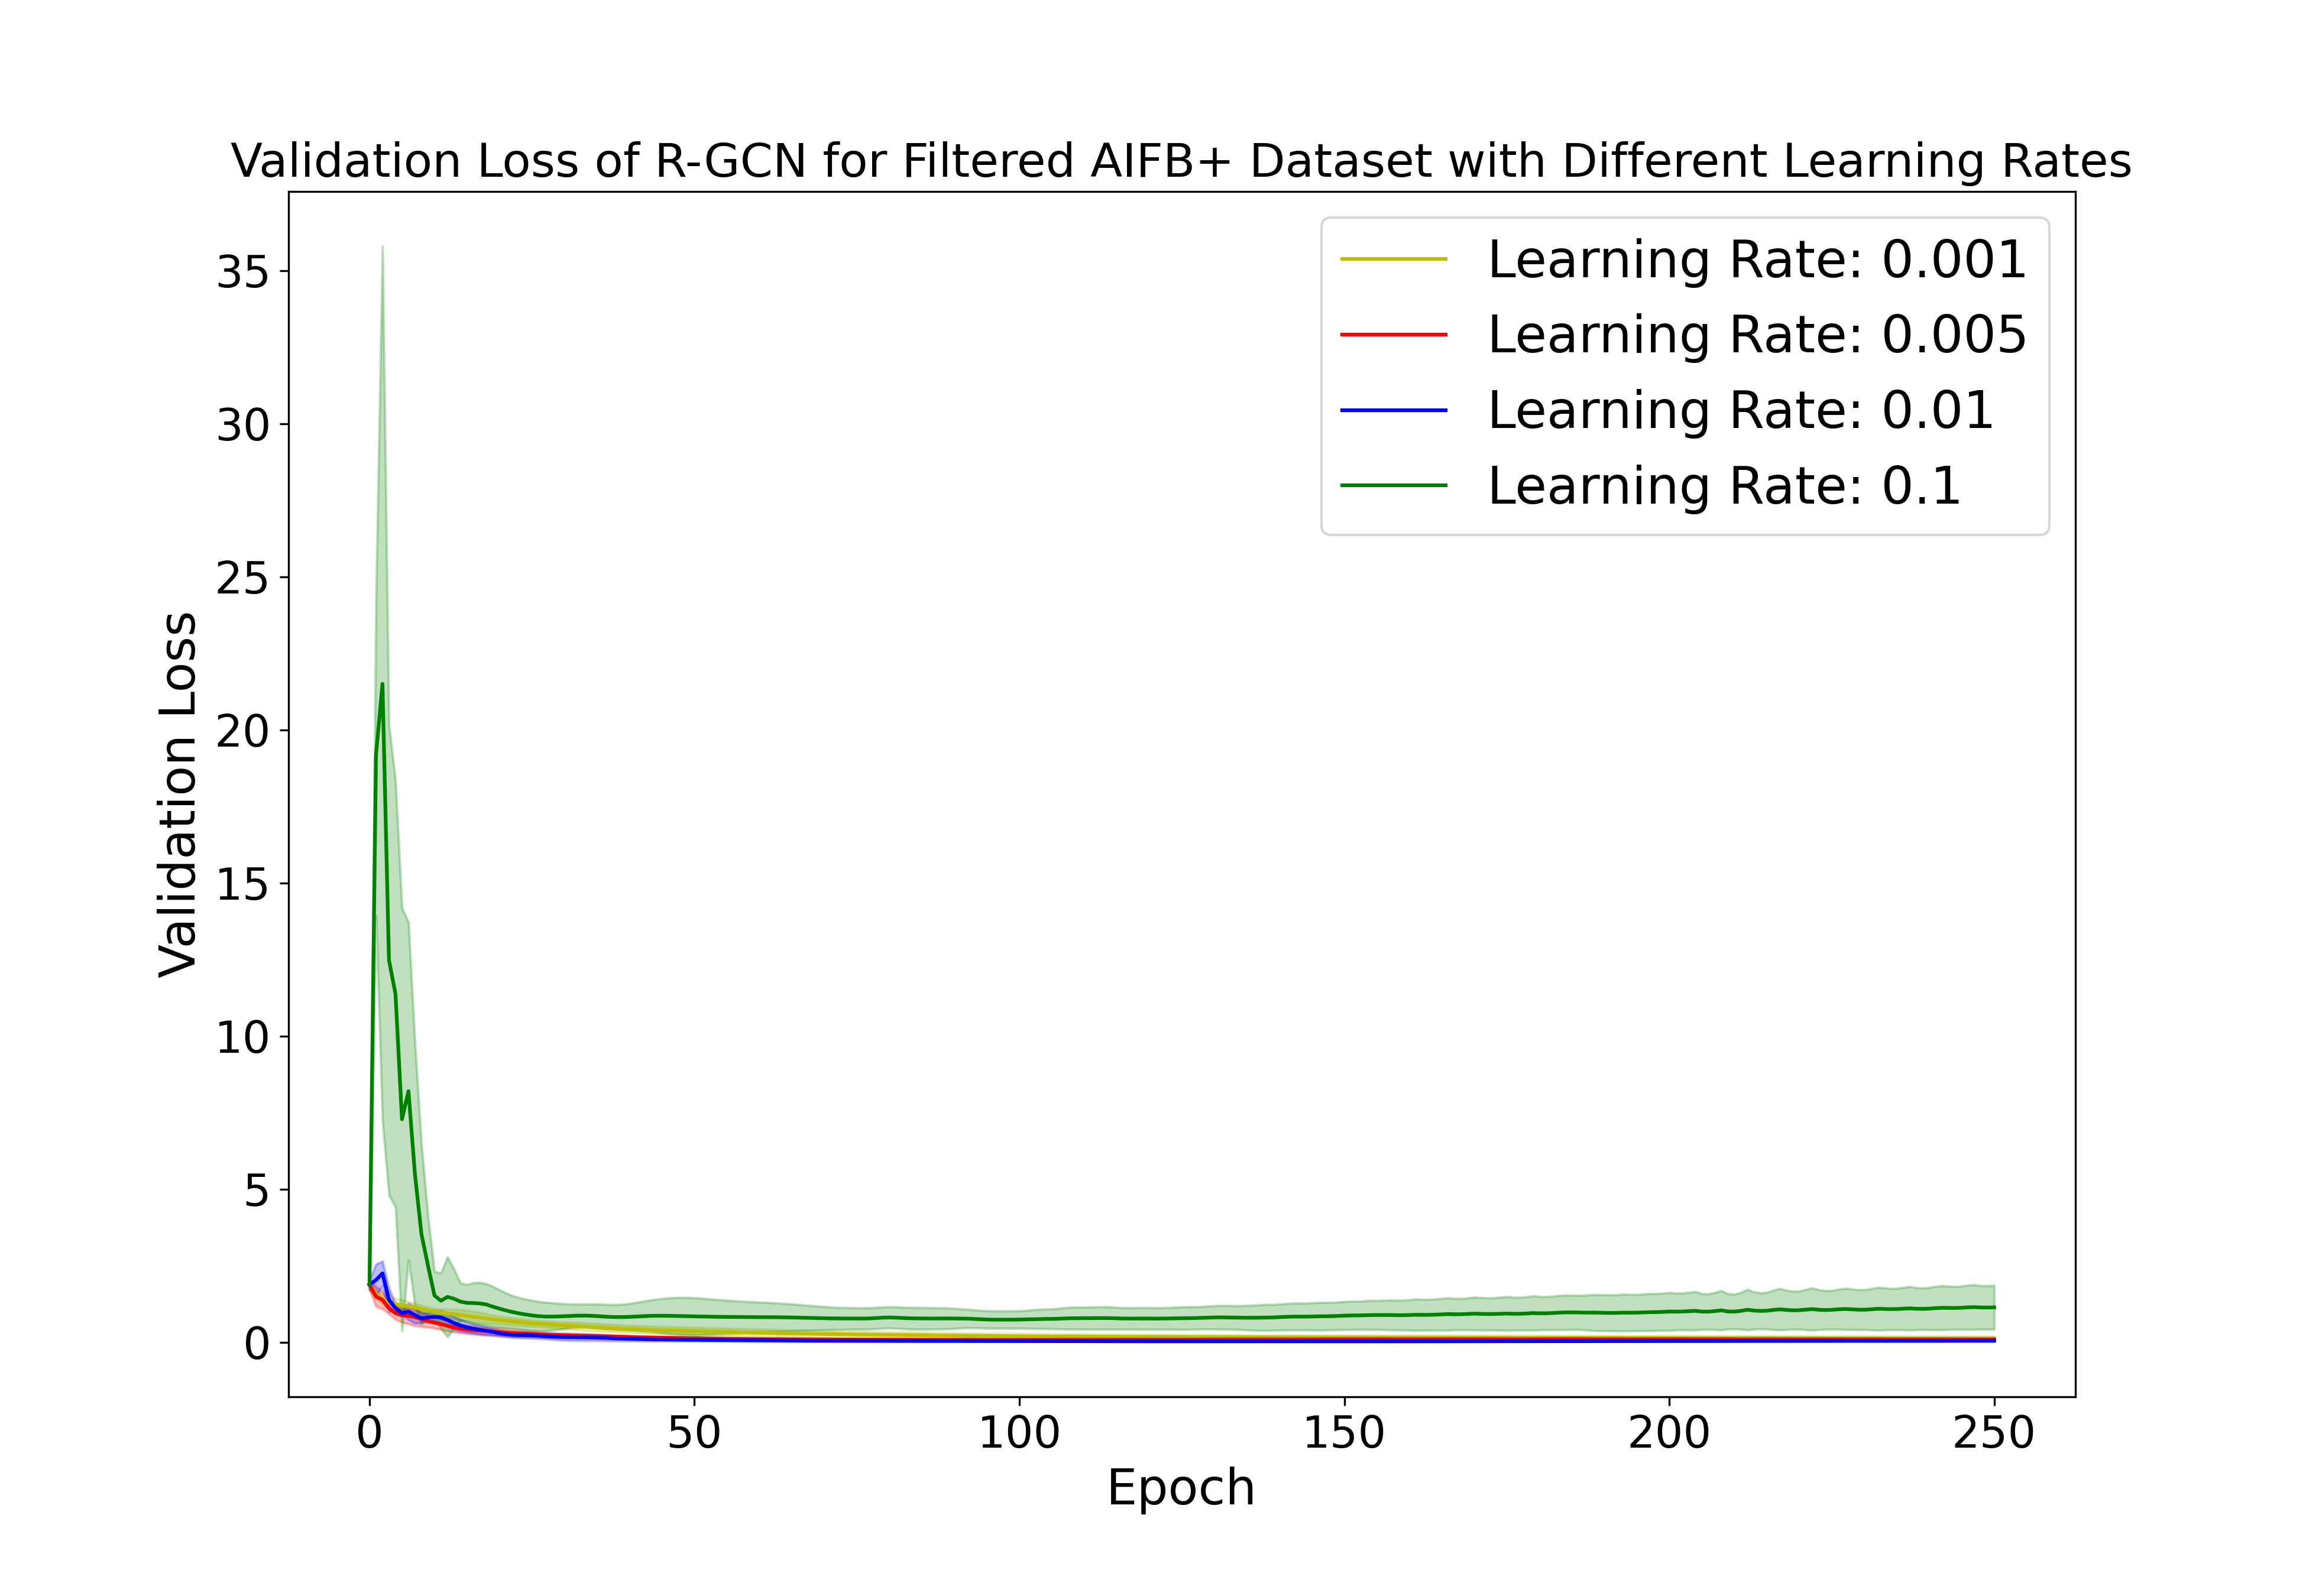 Validation Loss of R-GCN for Filtered AIFB+ Dataset with Different Learning Rates
Learning Rate: 0.001
Learning Rate: 0.005
Learning Rate: 0.01
Learning Rate: 0.1
Validation Loss
35
30
25
20
15
10
5
0
0 50 100 150 200 250
Epoch